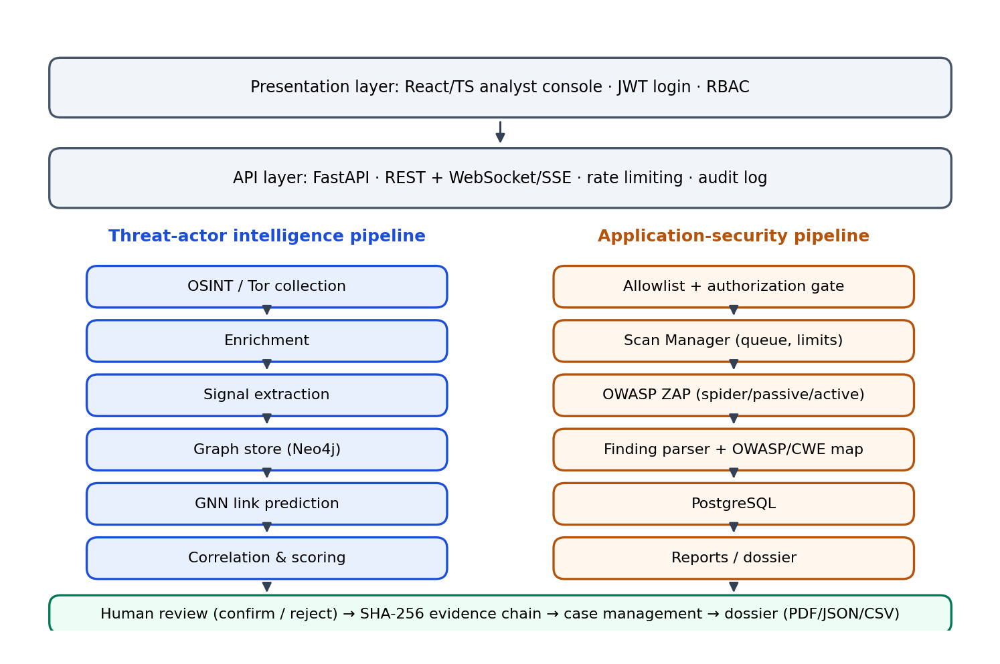 Presentation layer: React/TS analyst console · JWT login · RBAC
API layer: FastAPI · REST + WebSocket/SSE · rate limiting · audit log
Threat-actor intelligence pipeline
OSINT / Tor collection
Enrichment
Signal extraction
Graph store (Neo4j)
GNN link prediction
Correlation & scoring
Application-security pipeline
Allowlist + authorization gate
Scan Manager (queue, limits)
OWASP ZAP (spider/passive/active)
Finding parser + OWASP/CWE map
PostgreSQL
Reports / dossier
Human review (confirm / reject) → SHA-256 evidence chain → case management → dossier (PDF/JSON/CSV)